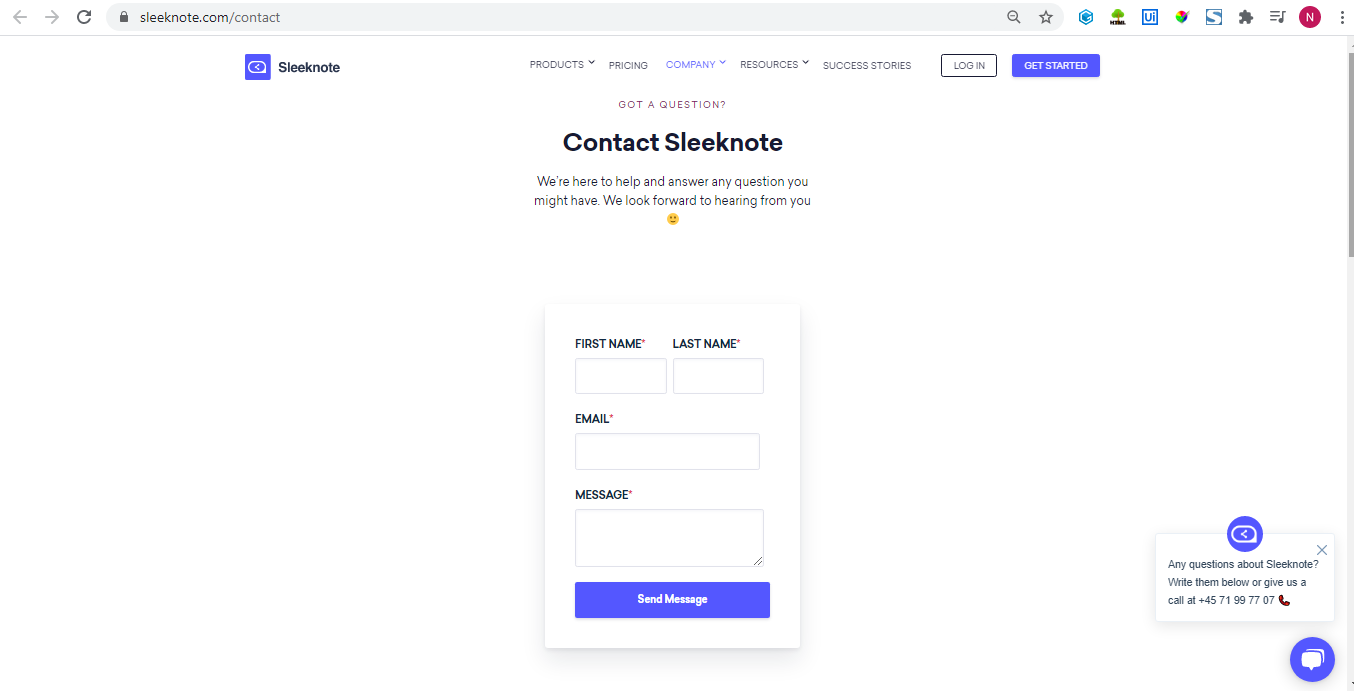 sleeknote.com/contact
N
Sleeknote
PRODUCTS PRICING COMPANY RESOURCES SUCCESS STORIES LOG IN GET STARTED
GOT A QUESTION?
Contact Sleeknote
We're here to help and answer any question you
might have. We look forward to hearing from you
🙂
FIRST NAME* LAST NAME*
EMAIL*
MESSAGE*
Send Message
Any questions about Sleeknote?
Write them below or give us a
call at +45 71 99 77 07 📞